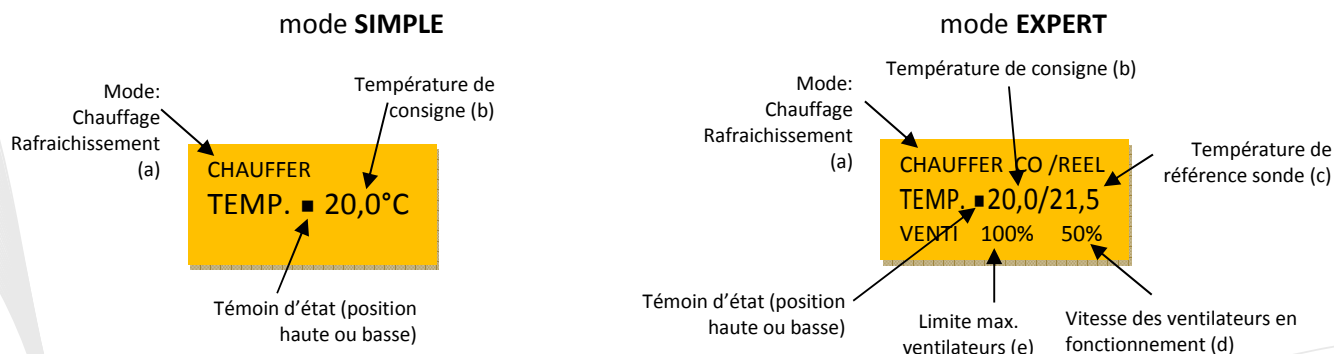 mode SIMPLE
Mode:
Chauffage
Rafraichissement
(a)
Température de
consigne (b)
CHAUFFER
TEMP. ■ 20,0°C
Témoin d’état (position
haute ou basse)
mode EXPERT
Mode:
Chauffage
Rafraichissement
(a)
Température de consigne (b)
CHAUFFER CO /REEL
TEMP. ■20,0/21,5
VENTI 100% 50%
Température de
référence sonde (c)
Témoin d’état (position
haute ou basse)
Limite max.
ventilateurs (e)
Vitesse des ventilateurs en
fonctionnement (d)